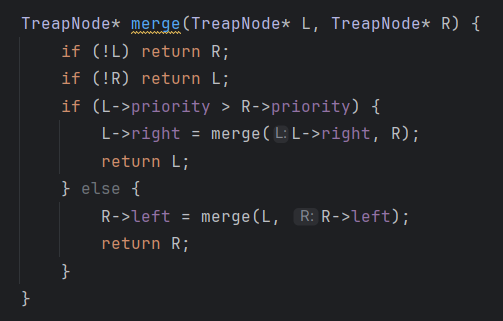 TreapNode* merge(TreapNode* L, TreapNode* R) {
    if (!L) return R;
    if (!R) return L;
    if (L->priority > R->priority) {
        L->right = merge( L: L->right, R);
        return L;
    } else {
        R->left = merge(L, R: R->left);
        return R;
    }
}